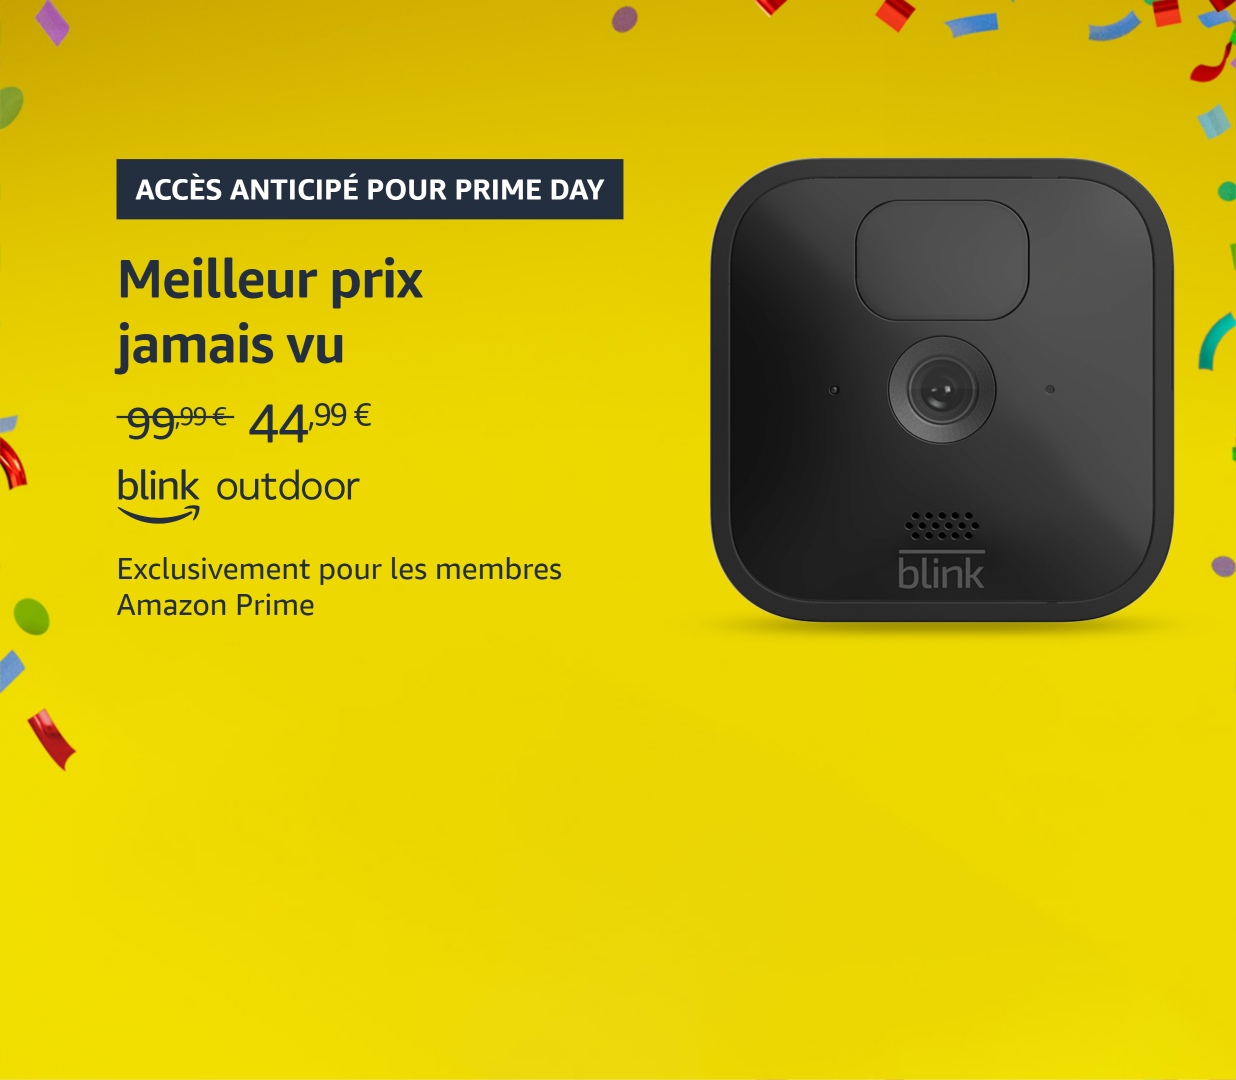 ACCÈS ANTICIPÉ POUR PRIME DAY
Meilleur prix
jamais vu
99,99 € 44,99 €
blink outdoor
Exclusivement pour les membres
Amazon Prime
blink